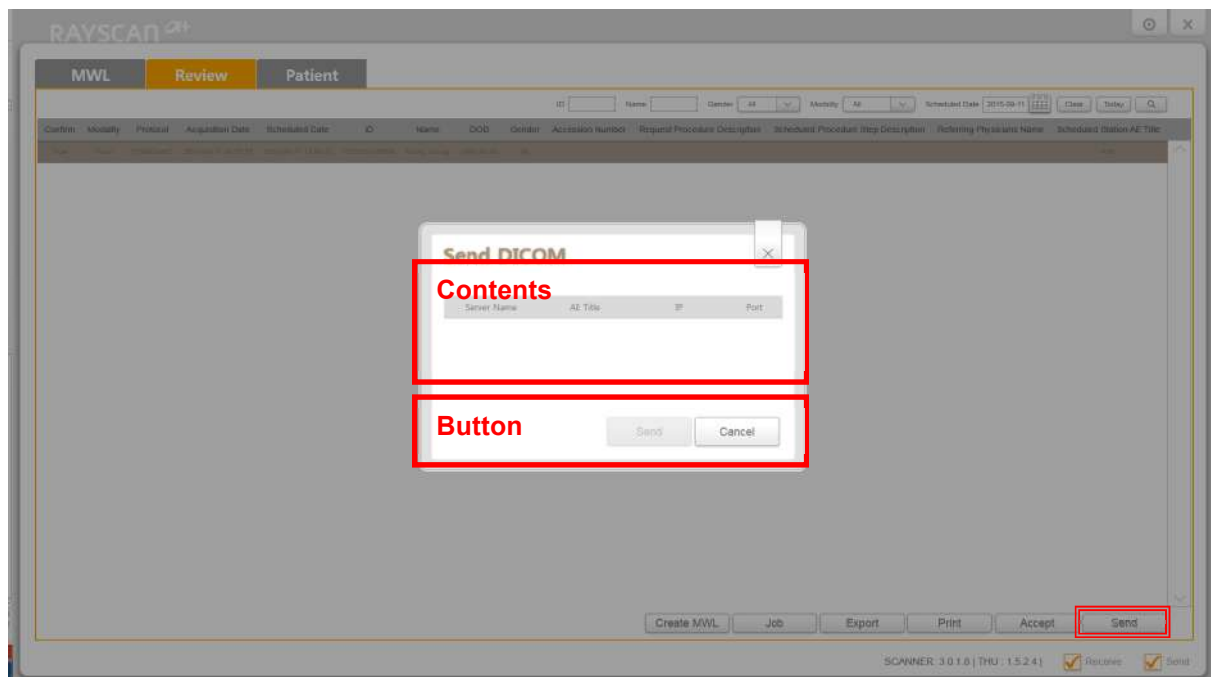 RAYSCAN α+
MWL Review Patient
ID Name Gender All Modality All Scheduled Date 2015-09-11 Clear Today
Confirm Modality Protocol Acquisition Date Scheduled Date ID Name DOB Gender Accession Number Request Procedure Description Scheduled Procedure Step Description Referring Physicians Name Scheduled Station AE Title
Send DICOM
Contents
Server Name AE Title IP Port
Button
Send Cancel
Create MWL Job Export Print Accept Send
SCANNER: 3.0.1.8 | THU : 1.5.2.4 | Receive Send